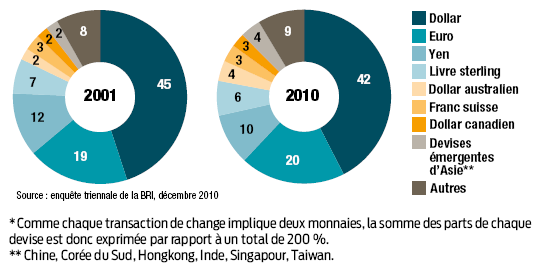 8
2
2
3
2
7
12
19
45
2001
9
4
3
3
4
6
10
20
42
2010
Dollar
Euro
Yen
Livre sterling
Dollar australien
Franc suisse
Dollar canadien
Devises
émergentes
d'Asie**
Autres
Source : enquête triennale de la BRI, décembre 2010
* Comme chaque transaction de change implique deux monnaies, la somme des parts de chaque
devise est donc exprimée par rapport à un total de 200 %.
** Chine, Corée du Sud, Hongkong, Inde, Singapour, Taiwan.